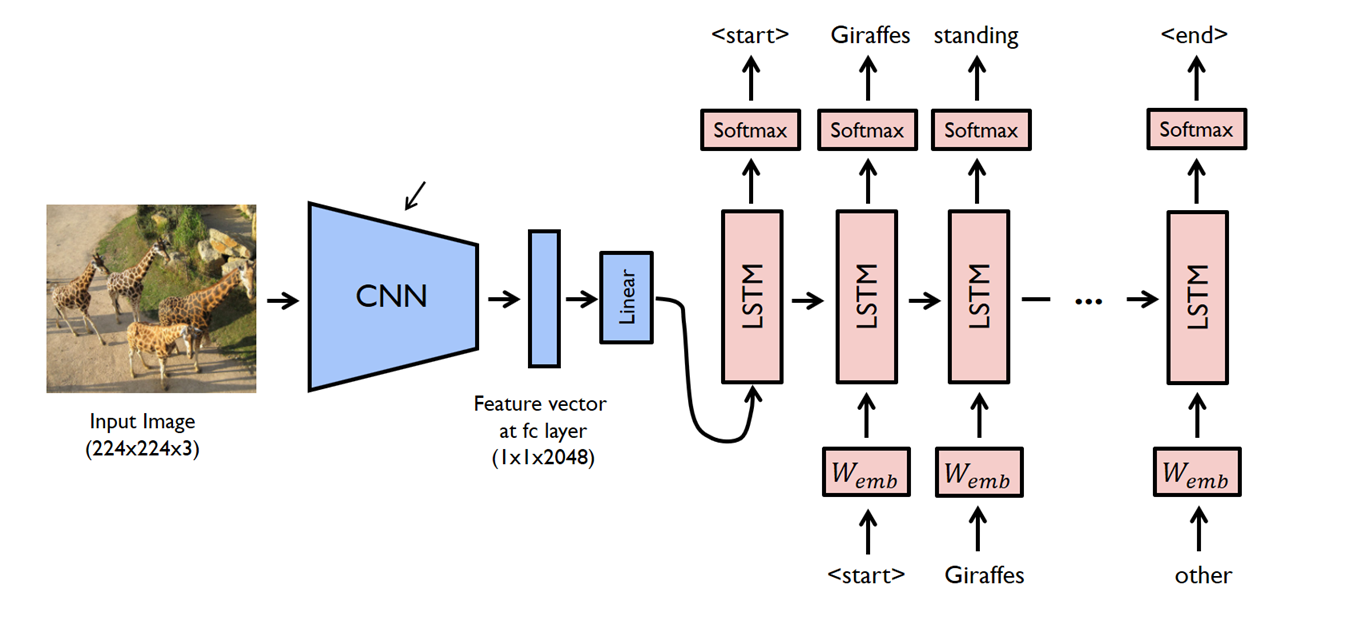 <start> Giraffes standing <end>
Softmax Softmax Softmax Softmax
CNN
Linear
LSTM LSTM LSTM ... LSTM
Input Image
(224x224x3)
Feature vector
at fc layer
(1x1x2048)
W_emb W_emb W_emb
<start> Giraffes other